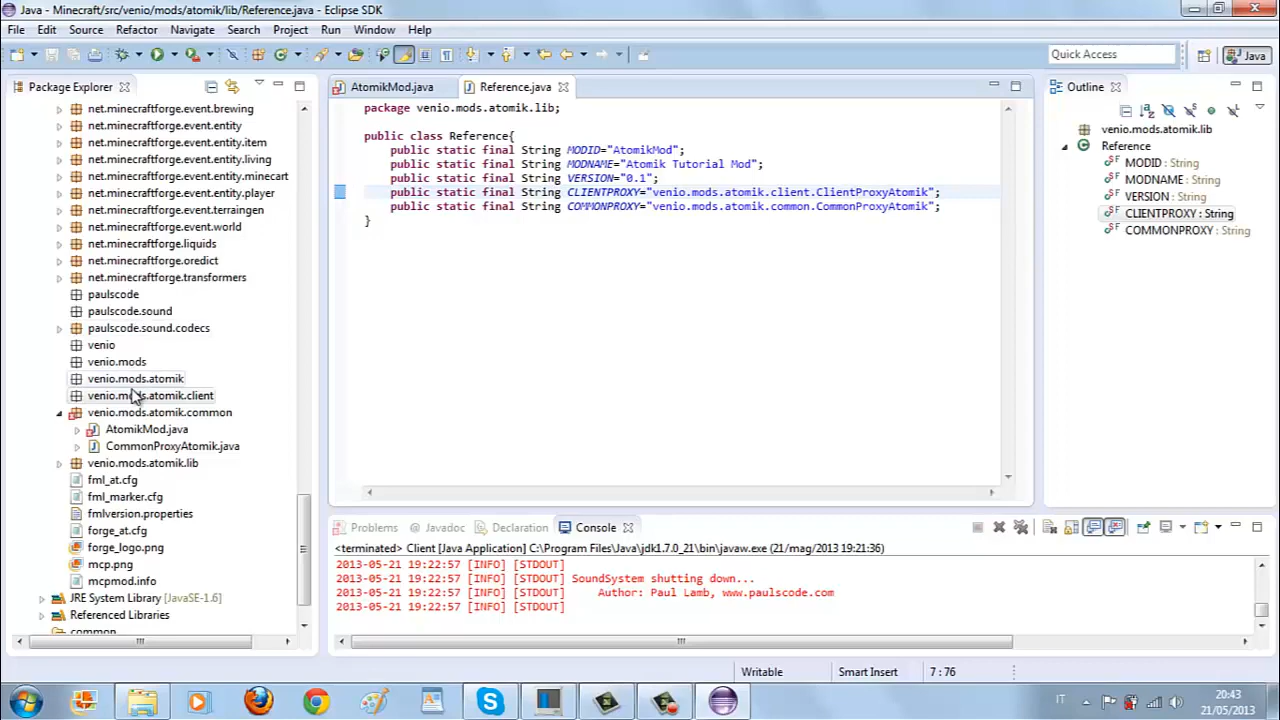 Java - Minecraft/src/venio/mods/atomik/lib/Reference.java - Eclipse SDK
File Edit Source Refactor Navigate Search Project Run Window Help
Quick Access
Java
Package Explorer
net.minecraftforge.event.brewing
net.minecraftforge.event.entity
net.minecraftforge.event.entity.item
net.minecraftforge.event.entity.living
net.minecraftforge.event.entity.minecart
net.minecraftforge.event.entity.player
net.minecraftforge.event.terraingen
net.minecraftforge.event.world
net.minecraftforge.liquids
net.minecraftforge.oredict
net.minecraftforge.transformers
paulscode
paulscode.sound
paulscode.sound.codecs
venio
venio.mods
venio.mods.atomik
venio.mods.atomik.client
venio.mods.atomik.common
AtomikMod.java
CommonProxyAtomik.java
venio.mods.atomik.lib
fml_at.cfg
fml_marker.cfg
fmlversion.properties
forge_at.cfg
forge_logo.png
mcp.png
mcpmod.info
JRE System Library [JavaSE-1.6]
Referenced Libraries
common
AtomikMod.java
Reference.java
package venio.mods.atomik.lib;
public class Reference{
public static final String MODID="AtomikMod";
public static final String MODNAME="Atomik Tutorial Mod";
public static final String VERSION="0.1";
public static final String CLIENTPROXY="venio.mods.atomik.client.ClientProxyAtomik";
public static final String COMMONPROXY="venio.mods.atomik.common.CommonProxyAtomik";
}
Outline
venio.mods.atomik.lib
Reference
MODID : String
MODNAME : String
VERSION : String
CLIENTPROXY : String
COMMONPROXY : String
Problems @ Javadoc Declaration Console
<terminated> Client [Java Application] C:\Program Files\Java\jdk1.7.0_21\bin\javaw.exe (21/mag/2013 19:21:36)
2013-05-21 19:22:57 [INFO] [STDOUT]
2013-05-21 19:22:57 [INFO] [STDOUT] SoundSystem shutting down...
2013-05-21 19:22:57 [INFO] [STDOUT] Author: Paul Lamb, www.paulscode.com
2013-05-21 19:22:57 [INFO] [STDOUT]
Writable Smart Insert 7 : 76
IT
20:43
21/05/2013